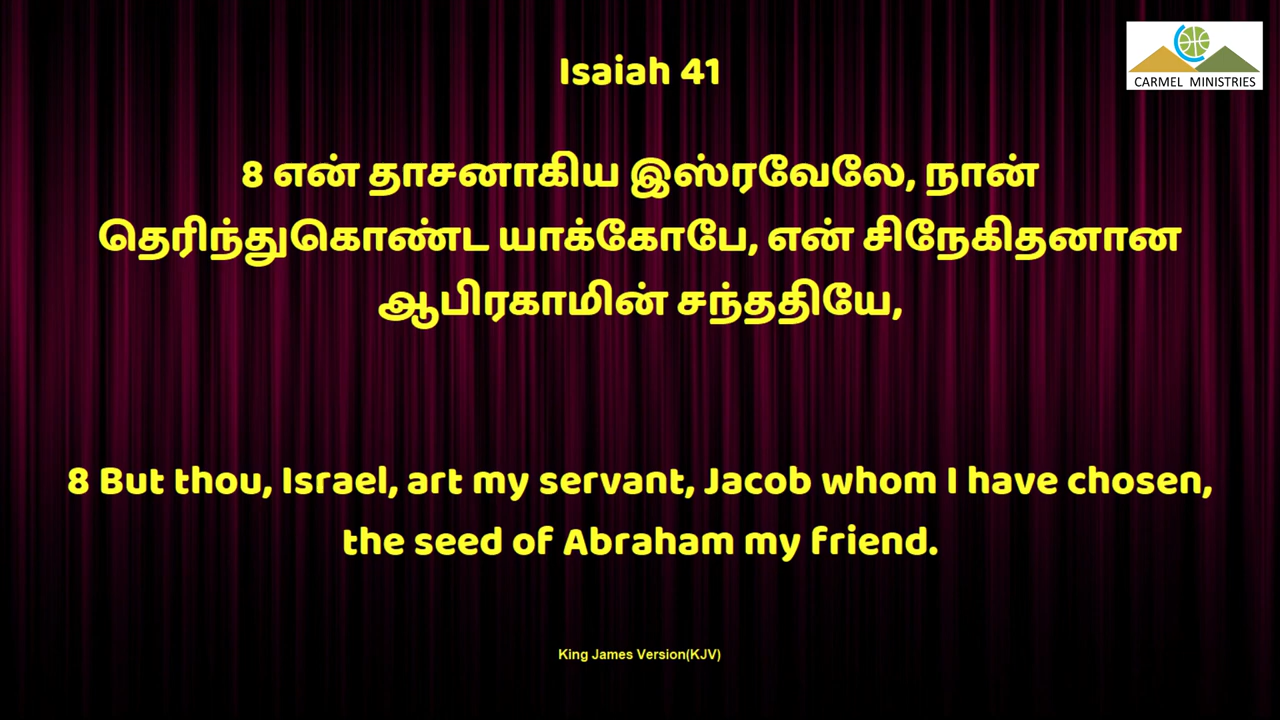 Isaiah 41
CARMEL MINISTRIES
8 என் தாசனாகிய இஸ்ரவேலே, நான்
தெரிந்துகொண்ட யாக்கோபே, என் சிநேகிதனான
ஆபிரகாமின் சந்ததியே,
8 But thou, Israel, art my servant, Jacob whom I have chosen,
the seed of Abraham my friend.
King James Version(KJV)